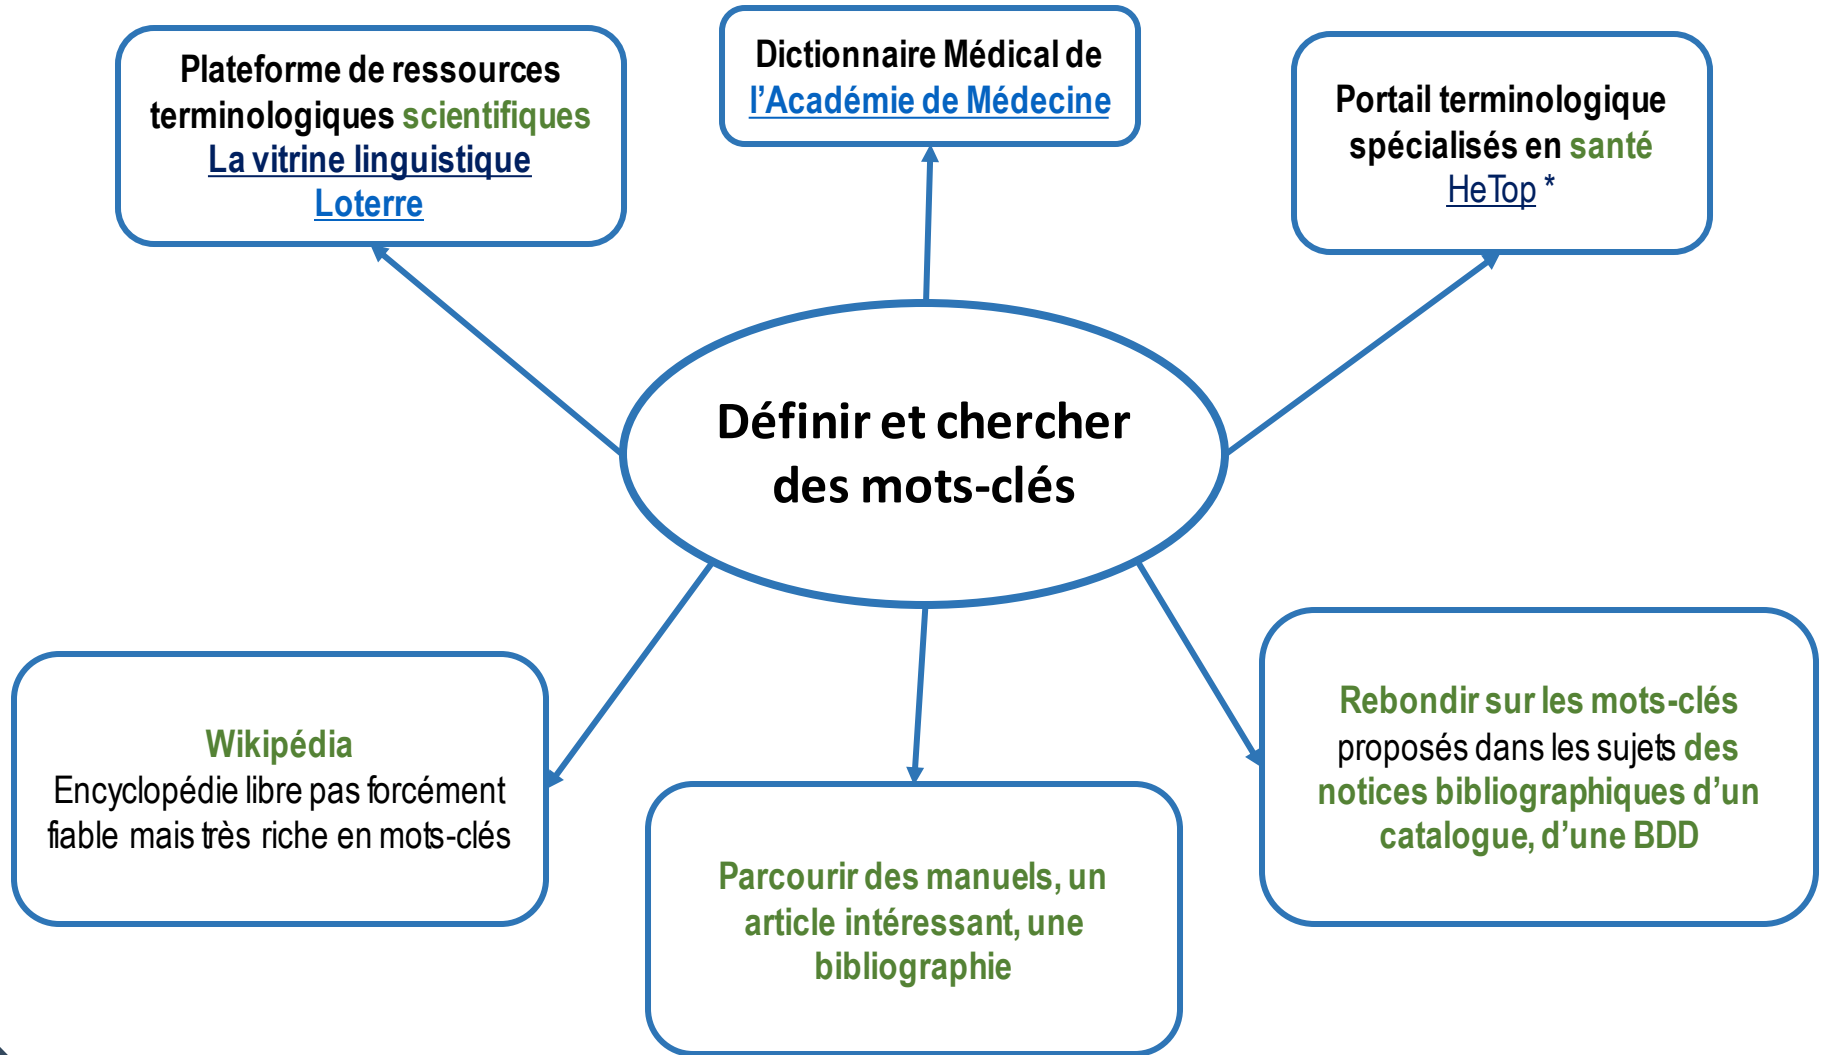 Plateforme de ressources
terminologiques scientifiques
La vitrine linguistique
Loterre
Dictionnaire Médical de
l’Académie de Médecine
Portail terminologique
spécialisés en santé
HeTop *
Définir et chercher
des mots-clés
Wikipédia
Encyclopédie libre pas forcément
fiable mais très riche en mots-clés
Parcourir des manuels, un
article intéressant, une
bibliographie
Rebondir sur les mots-clés
proposés dans les sujets des
notices bibliographiques d’un
catalogue, d’une BDD